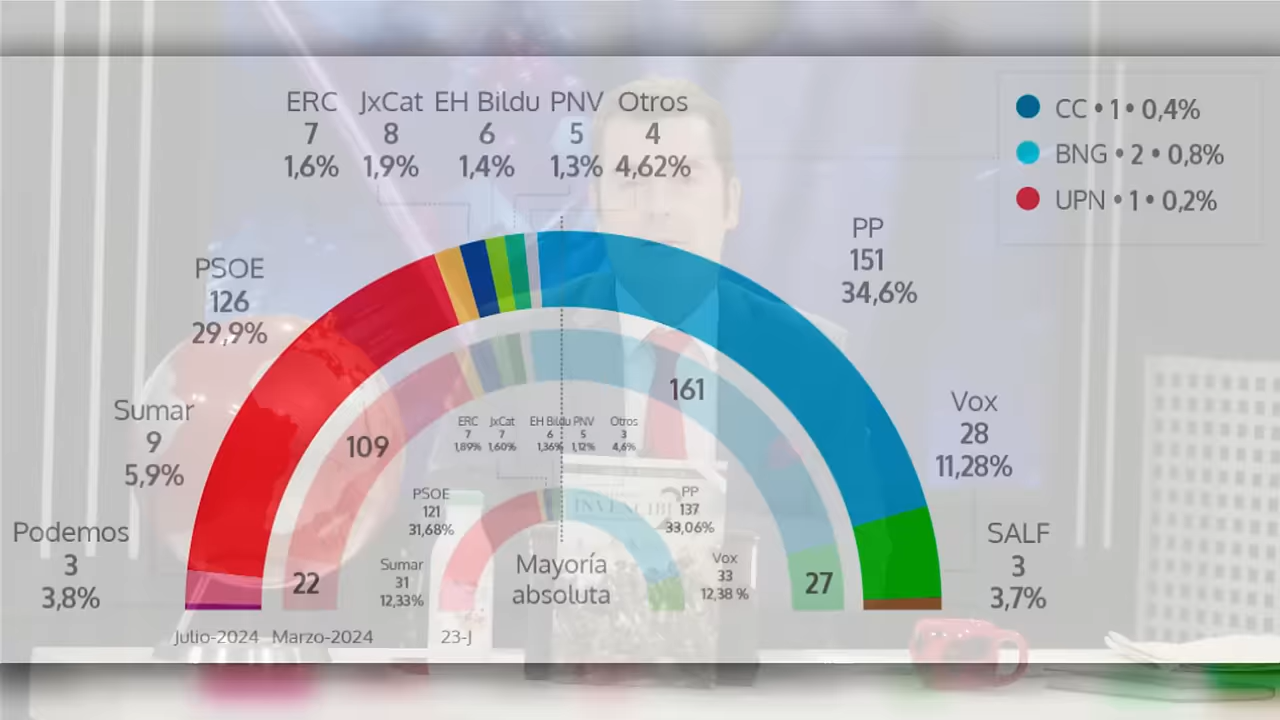 ERC JxCat EH Bildu PNV Otros
7 8 6 5 4
1,6% 1,9% 1,4% 1,3% 4,62%
CC • 1 • 0,4%
BNG • 2 • 0,8%
UPN • 1 • 0,2%
PP
151
34,6%
PSOE
126
29,9%
Sumar
9
5,9%
Vox
28
11,28%
Podemos
3
3,8%
SALF
3
3,7%
161
109
22
27
ERC JxCat EH Bildu PNV Otros
7 7 6 5 3
1,89% 1,60% 1,36% 1,12% 4,6%
PSOE
121
31,68%
PP
137
33,06%
Sumar
31
12,33%
Vox
33
12,38 %
Mayoría
absoluta
Julio-2024 Marzo-2024 23-J